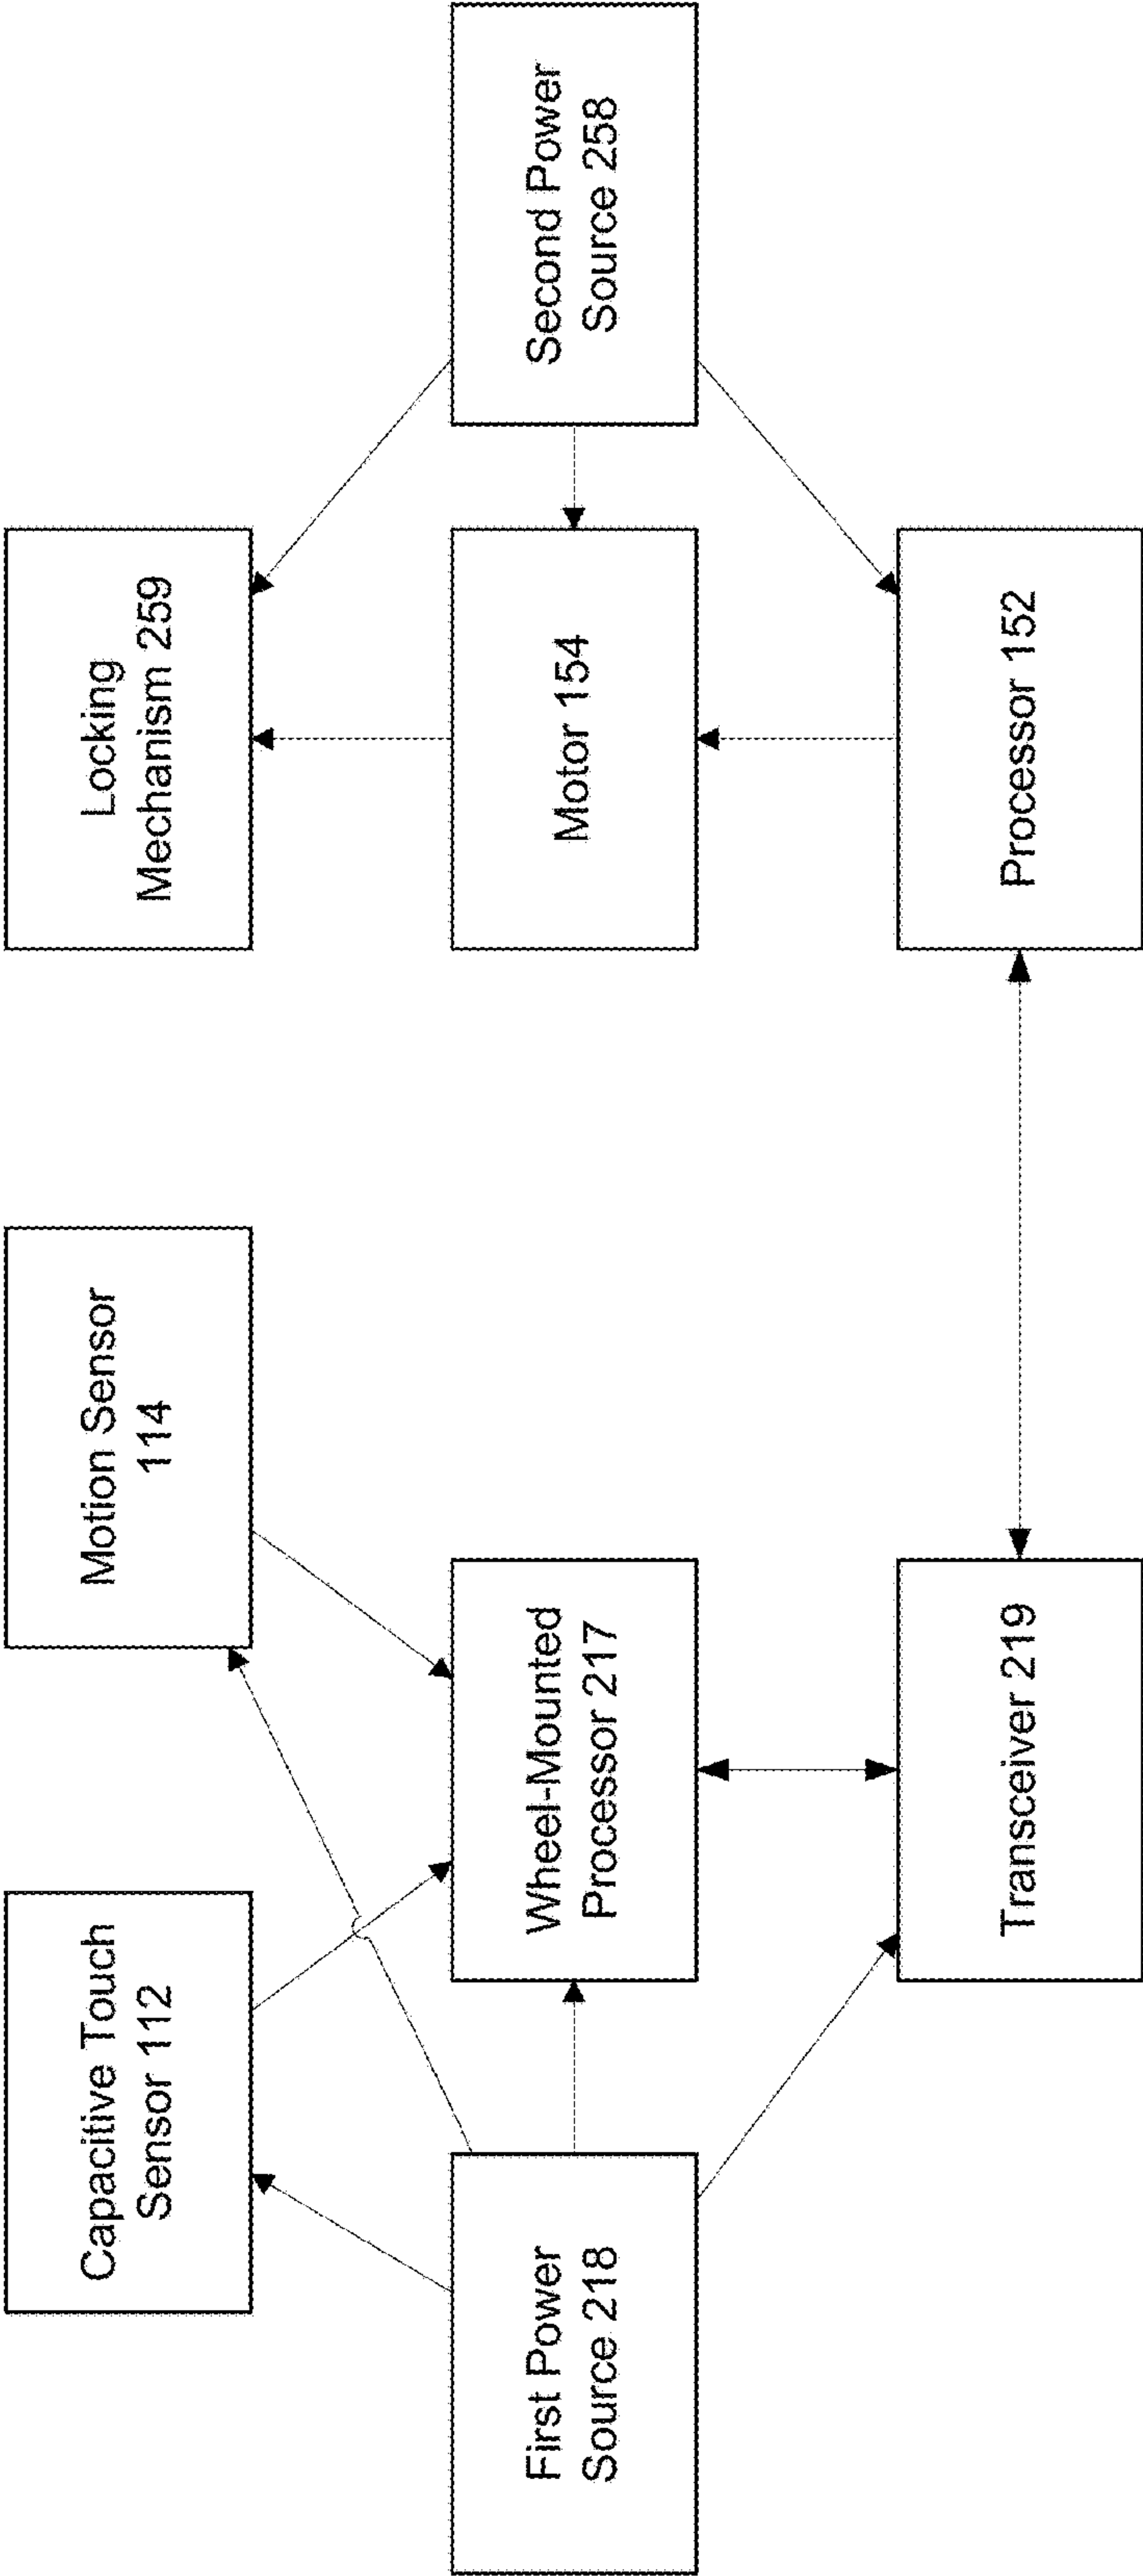 Capacitive Touch
Sensor 112
Motion Sensor
114
Locking
Mechanism 259
First Power
Source 218
Wheel-Mounted
Processor 217
Motor 154
Second Power
Source 258
Transceiver 219
Processor 152